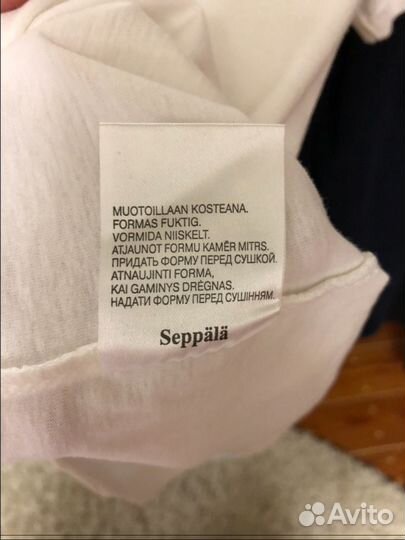 MUOTOILLAAN KOSTEANA.
FORMAS FUKTIG.
VORMIDA NIISKELT.
ATJAUNOT FORMU KAMĒR MITRS.
ПРИДАТЬ ФОРМУ ПЕРЕД СУШКОЙ.
ATNAUJINTI FORMA,
KAI GAMINYS DRĖGNAS.
НАДАТИ ФОРМУ ПЕРЕД СУШІННЯМ.
Seppälä
Avito